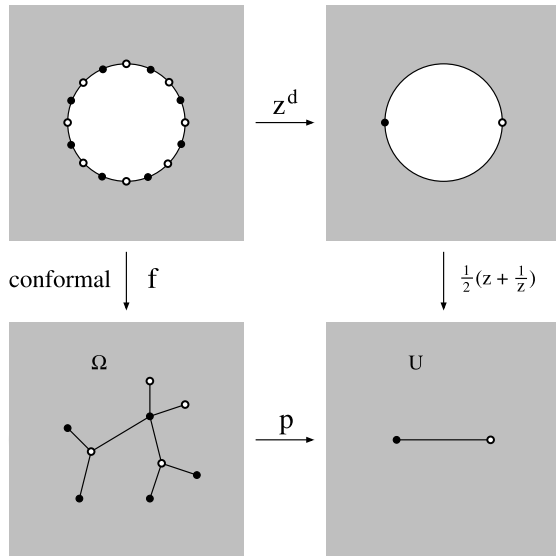 z^d
conformal f
½(z + 1/z)
Ω
U
p